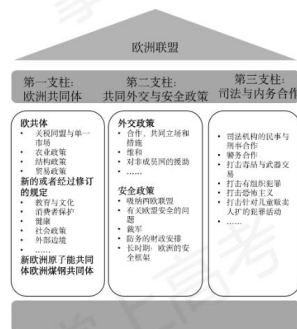 欧洲联盟
第一支柱:
欧洲共同体
第二支柱:
共同外交与安全政策
第三支柱:
司法与内务合作
欧共体
• 关税同盟与单一
市场
• 农业政策
• 结构政策
• 贸易政策
新的或者经过修订
的规定
• 教育与文化
• 消费者保护
• 健康
• 社会政策
• 外部边境
• ……
新欧洲原子能共同
体欧洲煤钢共同体
外交政策
• 合作、共同立场和
措施
• 维和
• 对非成员国的援助
• ……
安全政策
• 吸纳西欧联盟
• 有关欧盟安全的问
题
• 裁军
• 防务的财政安排
• 长时期:欧洲的安
全框架
• 司法机构的民事与
刑事合作
• 警务合作
• 打击毒品与武器交
易
• 打击有组织犯罪
• 打击恐怖主义
• 打击针对儿童贩卖
人扩的犯罪活动
• ……